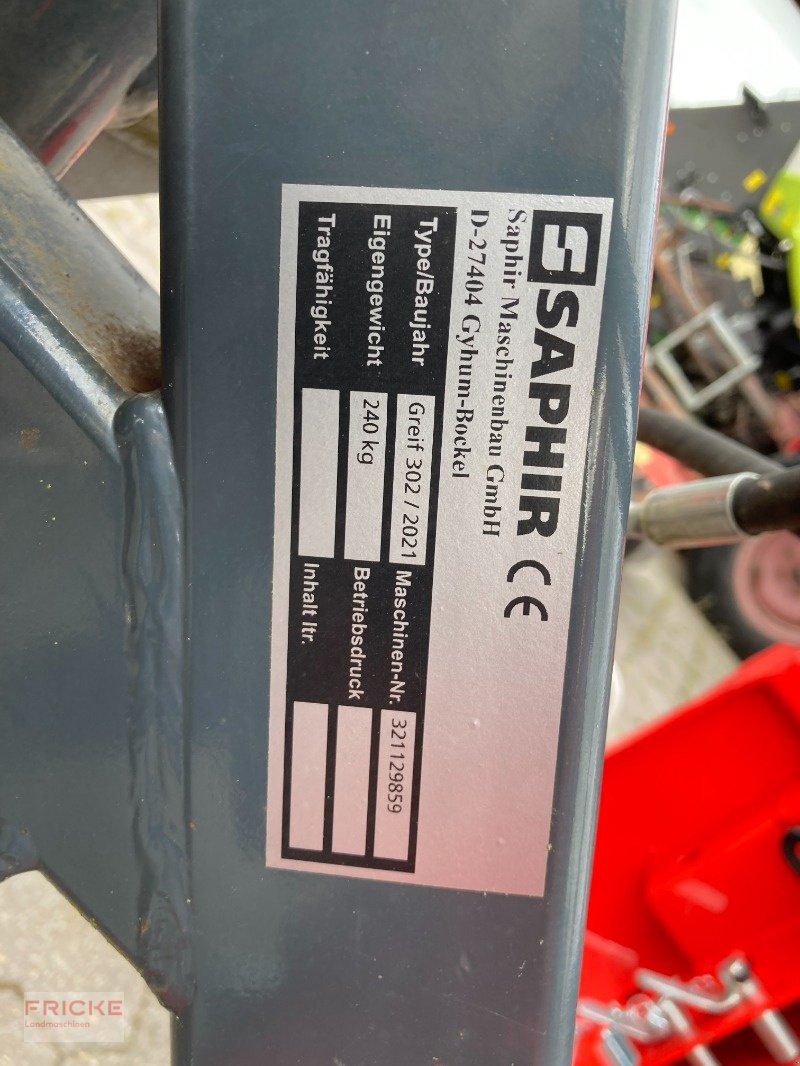 SAPHIR CE
Saphir Maschinenbau GmbH
D-27404 Gyhum-Bockel
Type/Baujahr Greif 302 / 2021 Maschinen-Nr. 321129859
Eigengewicht 240 kg Betriebsdruck
Tragfähigkeit Inhalt ltr.
FRICKE
Landmaschinen